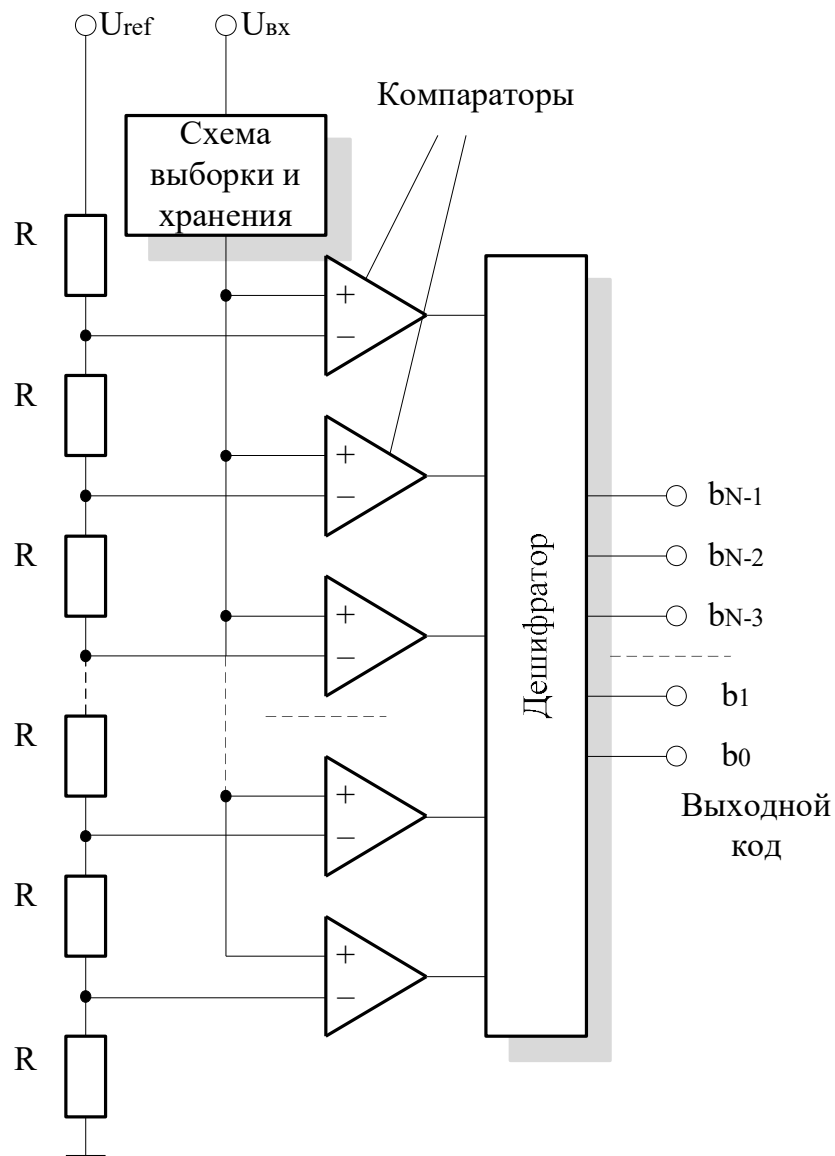 Uref
Uвх
Компараторы
Схема
выборки и
хранения
R
+
−
R
+
−
bN-1
R
bN-2
Дешифратор
+
−
bN-3
R
b1
+
−
b0
Выходной
код
R
+
−
R